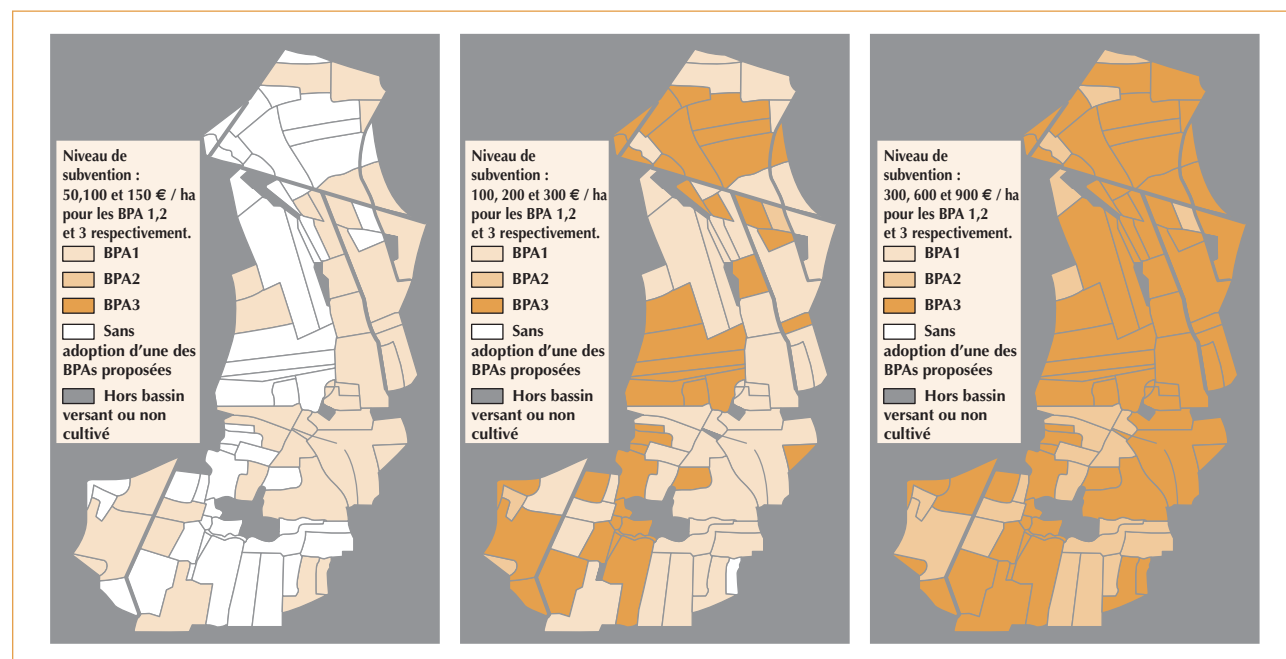 Niveau de
subvention :
50,100 et 150 € / ha
pour les BPA 1,2
et 3 respectivement.
BPA1
BPA2
BPA3
Sans
adoption d'une des
BPAs proposées
Hors bassin
versant ou non
cultivé
Niveau de
subvention :
100, 200 et 300 € / ha
pour les BPA 1,2
et 3 respectivement.
BPA1
BPA2
BPA3
Sans
adoption d'une des
BPAs proposées
Hors bassin
versant ou non
cultivé
Niveau de
subvention :
300, 600 et 900 € / ha
pour les BPA 1,2
et 3 respectivement.
BPA1
BPA2
BPA3
Sans
adoption d'une des
BPAs proposées
Hors bassin
versant ou non
cultivé